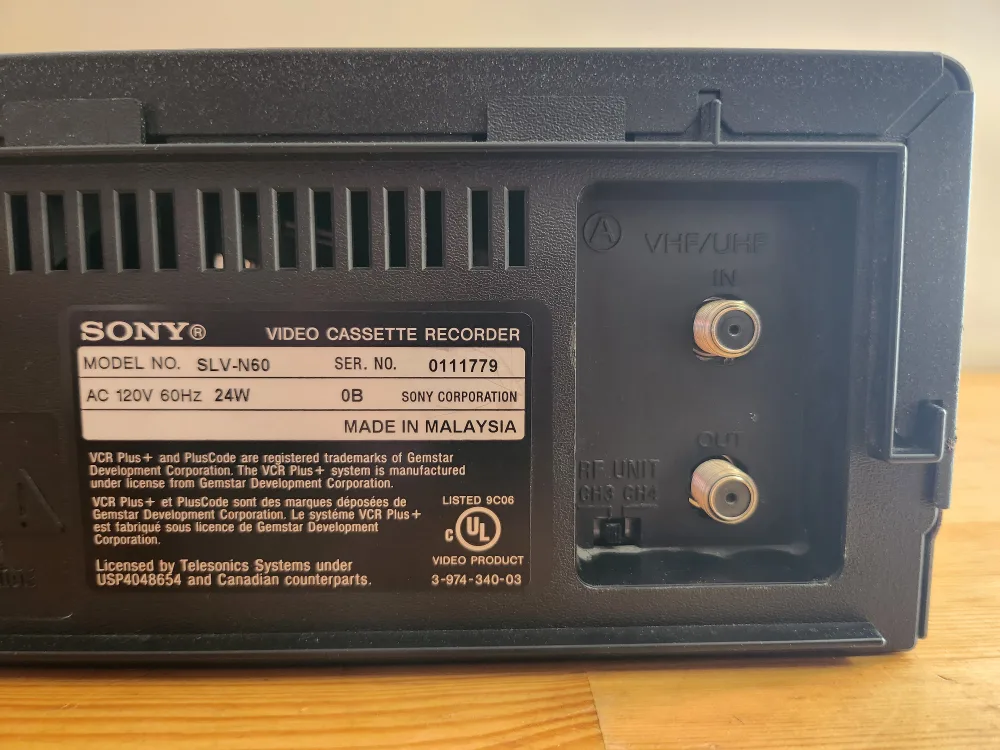 SONY®
VIDEO CASSETTE RECORDER
MODEL NO. SLV-N60 SER. NO. 0111779
AC 120V 60Hz 24W 0B SONY CORPORATION
MADE IN MALAYSIA
VCR Plus+ and PlusCode are registered trademarks of Gemstar
Development Corporation. The VCR Plus+ system is manufactured
under license from Gemstar Development Corporation.
VCR Plus+ et PlusCode sont des marques déposées de
Gemstar Development Corporation. Le système VCR Plus+
est fabriqué sous licence de Gemstar Development
Corporation.
Licensed by Telesonics Systems under
USP4048654 and Canadian counterparts.
LISTED 9C06
C UL
VIDEO PRODUCT
3-974-340-03
A VHF/UHF
IN
OUT
RF UNIT
CH3 CH4